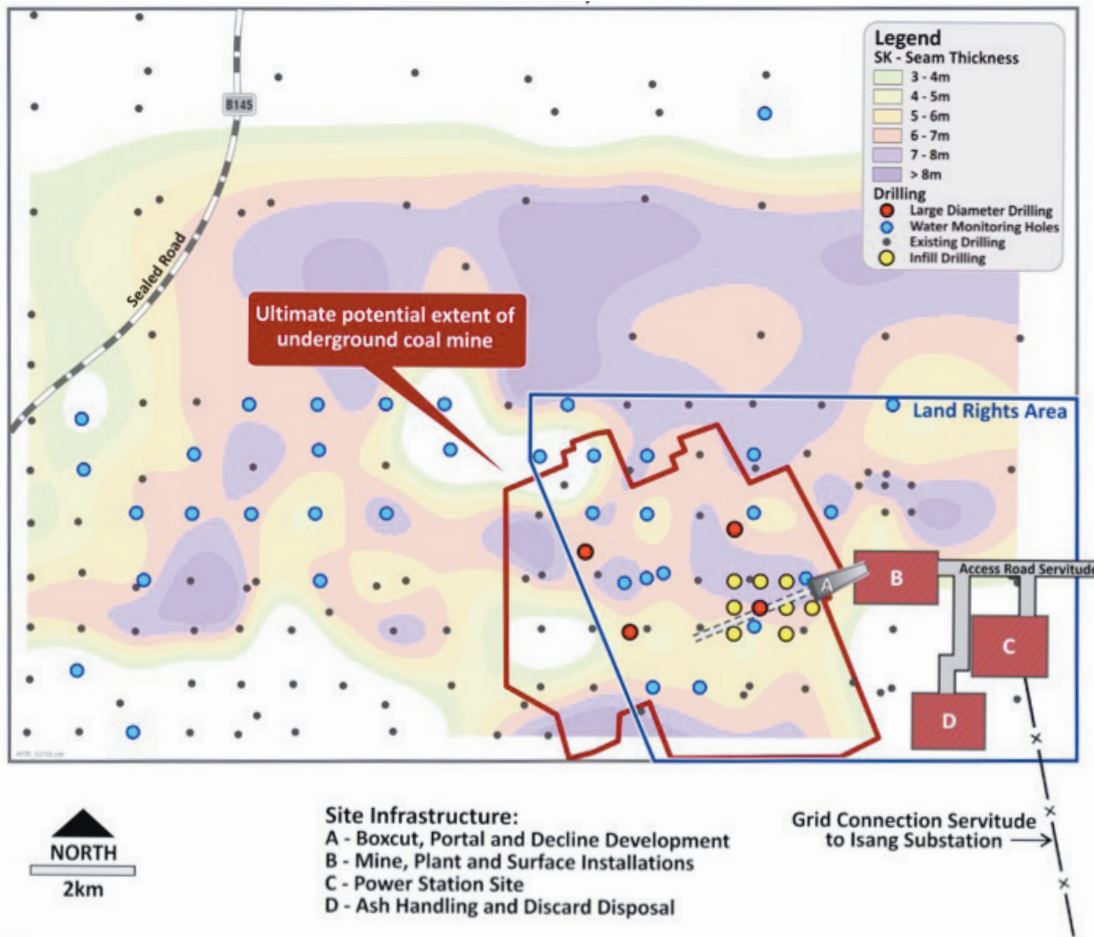 Legend
SK - Seam Thickness
3 - 4m
4 - 5m
5 - 6m
6 - 7m
7 - 8m
> 8m
Drilling
Large Diameter Drilling
Water Monitoring Holes
Existing Drilling
Infill Drilling
B145
Sealed Road
Ultimate potential extent of
underground coal mine
Land Rights Area
A
B
Access Road Servitude
C
D
NORTH
2km
Site Infrastructure:
A - Boxcut, Portal and Decline Development
B - Mine, Plant and Surface Installations
C - Power Station Site
D - Ash Handling and Discard Disposal
Grid Connection Servitude
to Isang Substation